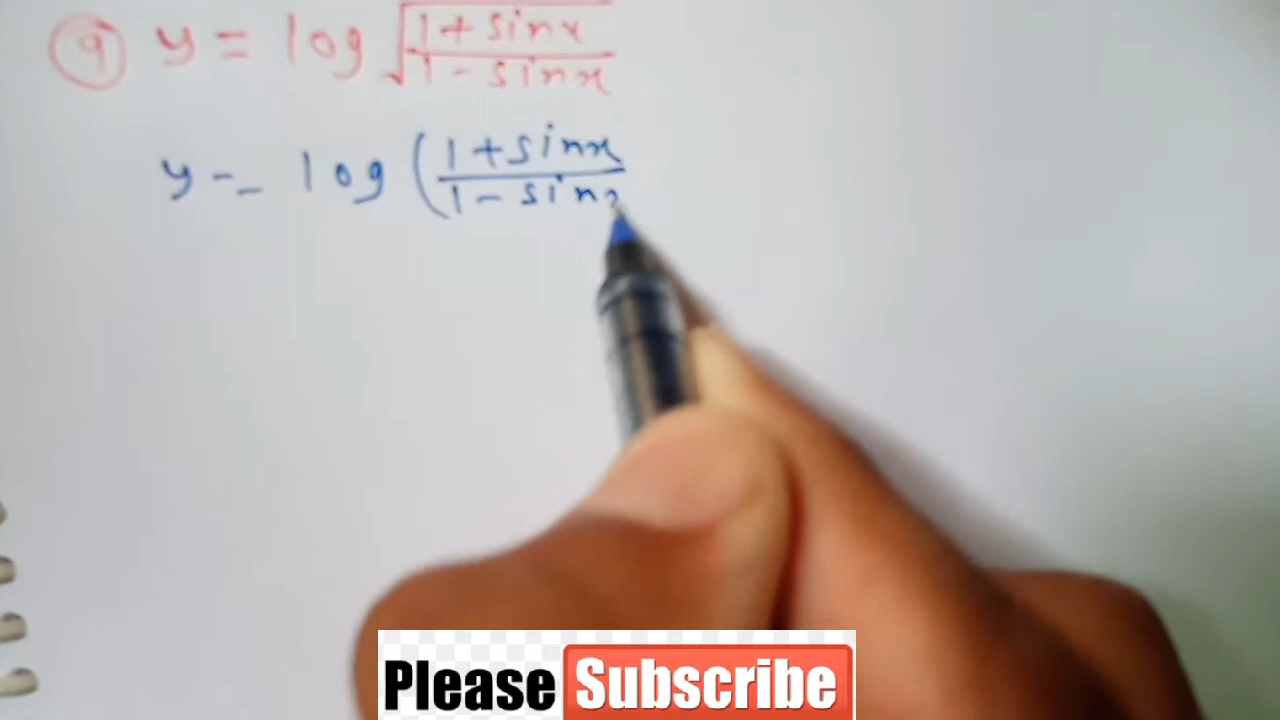 9 y = log √(1+sinx / 1-sinx)
y = log (1+sinx / 1-sinx
Please Subscribe